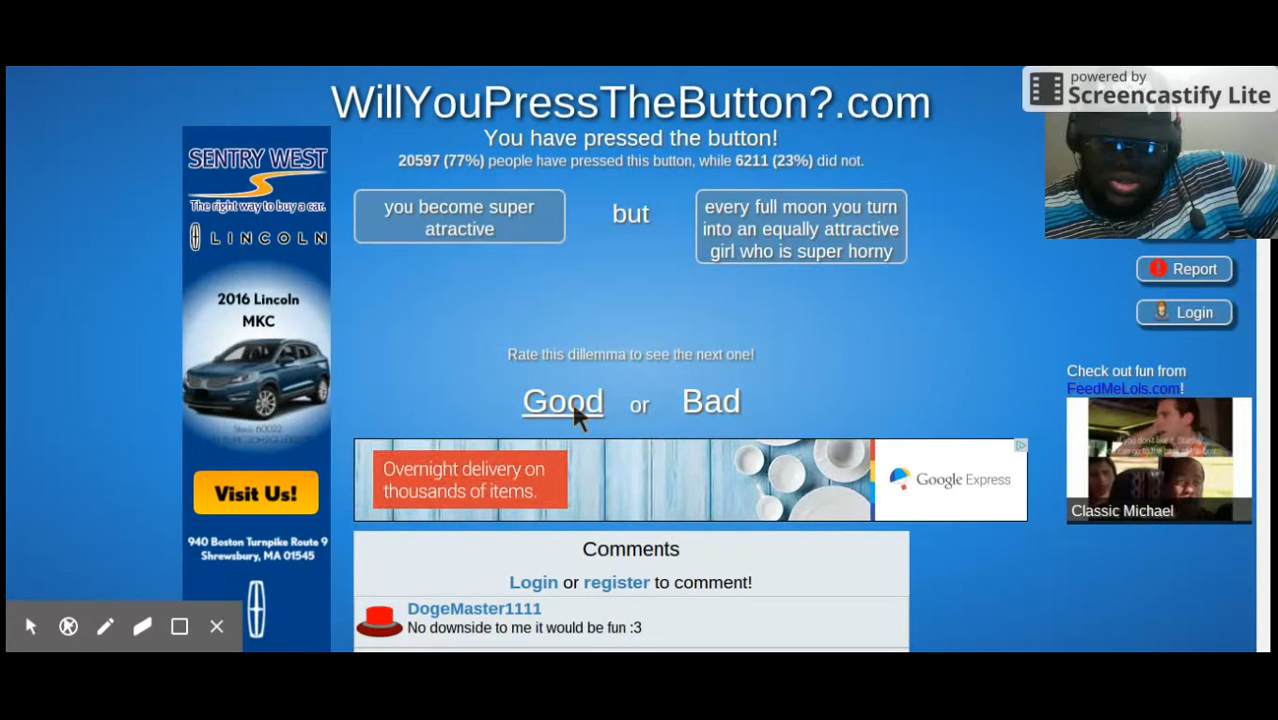 WillYouPressTheButton?.com
You have pressed the button!
20597 (77%) people have pressed this button, while 6211 (23%) did not.
you become super
atractive
but
every full moon you turn
into an equally attractive
girl who is super horny
Rate this dillemma to see the next one!
Good or Bad
Overnight delivery on
thousands of items.
Google Express
Comments
Login or register to comment!
DogeMaster1111
No downside to me it would be fun :3
SENTRY WEST
The right way to buy a car.
LINCOLN
2016 Lincoln
MKC
Visit Us!
940 Boston Turnpike Route 9
Shrewsbury, MA 01545
powered by
Screencastify Lite
Report
Login
Check out fun from
FeedMeLols.com!
Classic Michael